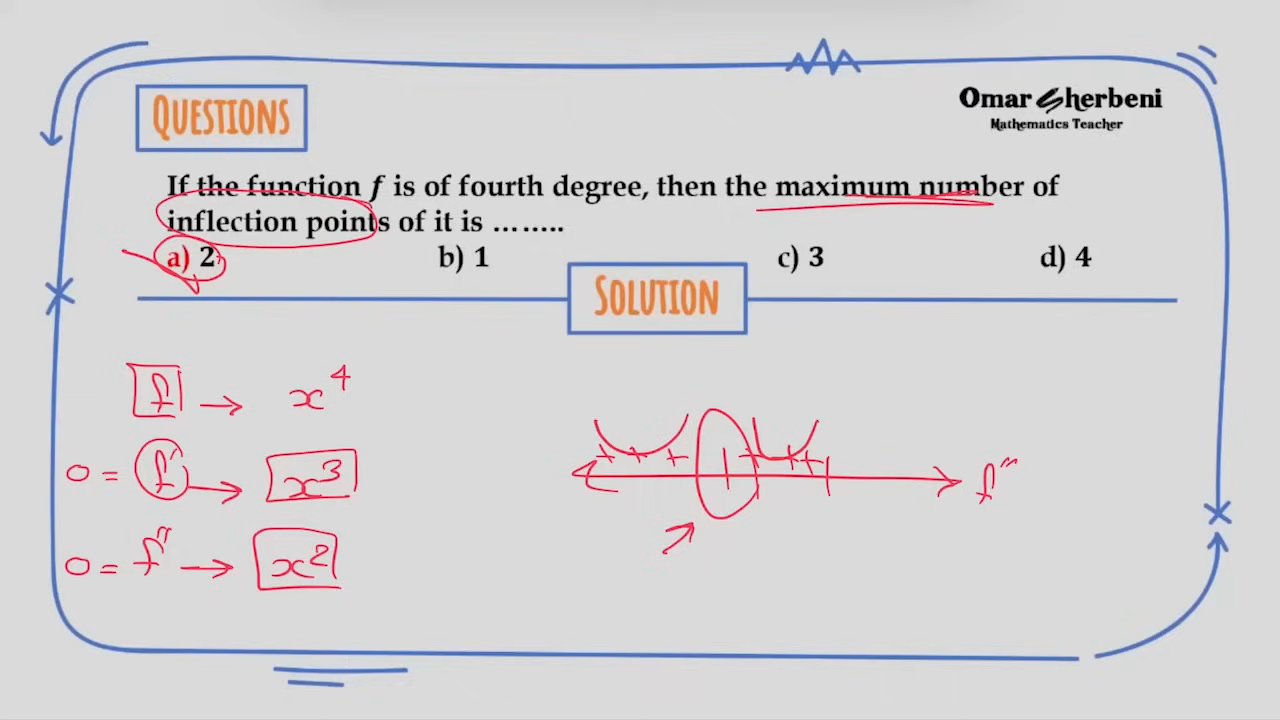 Omar Sherbeni
Mathematics Teacher
QUESTIONS
If the function f is of fourth degree, then the maximum number of
inflection points of it is ........
a) 2 b) 1 c) 3 d) 4
SOLUTION
f → x⁴
0 = f' → x³
0 = f'' → x²
+ + + + + + f''